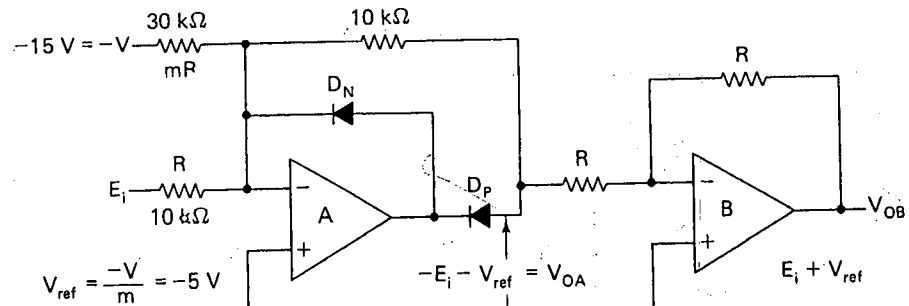 30 kΩ
10 kΩ
−15 V = −V
mR
R
D_N
R
E_i
10 kΩ
−
A
+
D_P
R
−
B
+
V_OB
V_ref = −V/m = −5 V
−E_i − V_ref = V_OA
E_i + V_ref